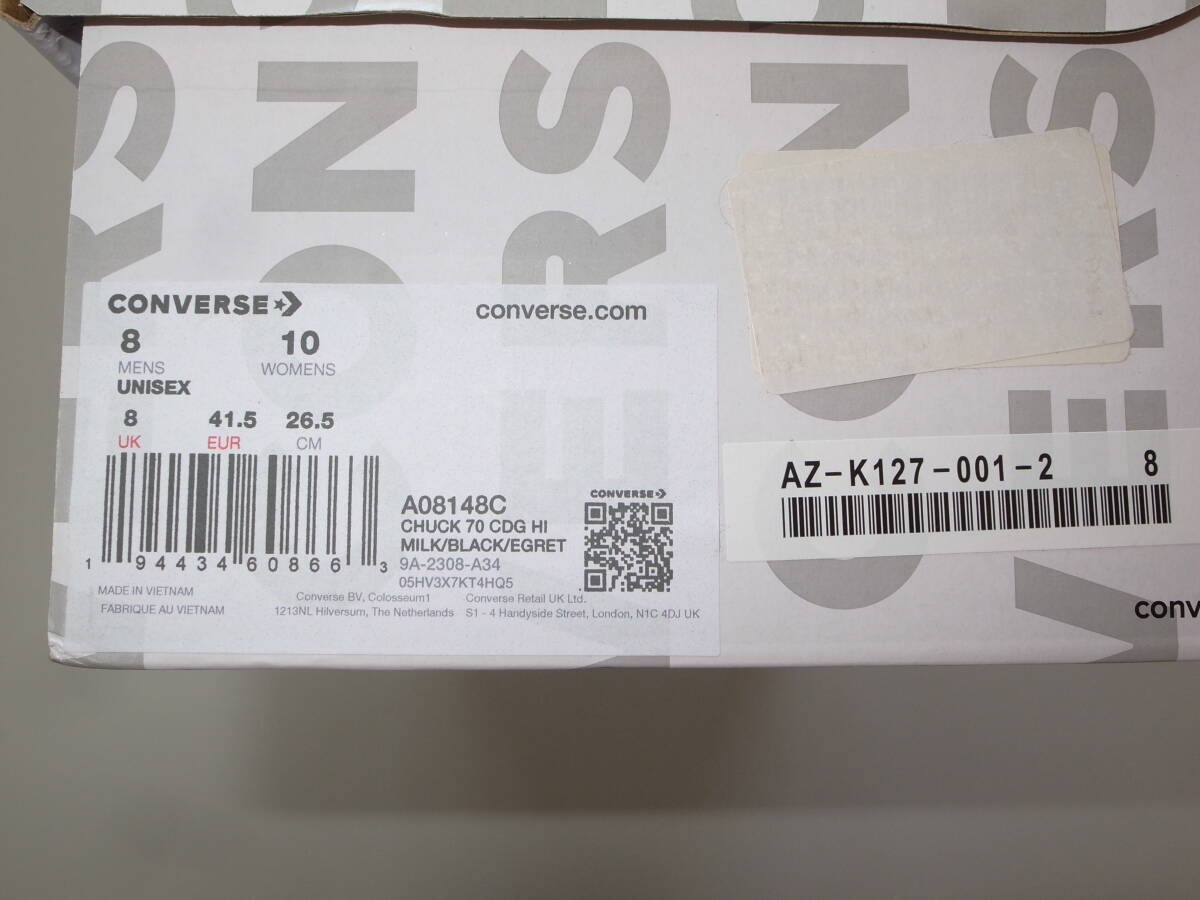 CONVERSE
converse.com
8 10
MENS WOMENS
UNISEX
8 41.5 26.5
UK EUR CM
1 94434 60866 3
A08148C
CHUCK 70 CDG HI
MILK/BLACK/EGRET
9A-2308-A34
05HV3X7KT4HQ5
CONVERSE
MADE IN VIETNAM
FABRIQUE AU VIETNAM
Converse BV, Colosseum1
1213NL Hilversum, The Netherlands
Converse Retail UK Ltd.
S1 - 4 Handyside Street, London, N1C 4DJ UK
AZ-K127-001-2 8
conv